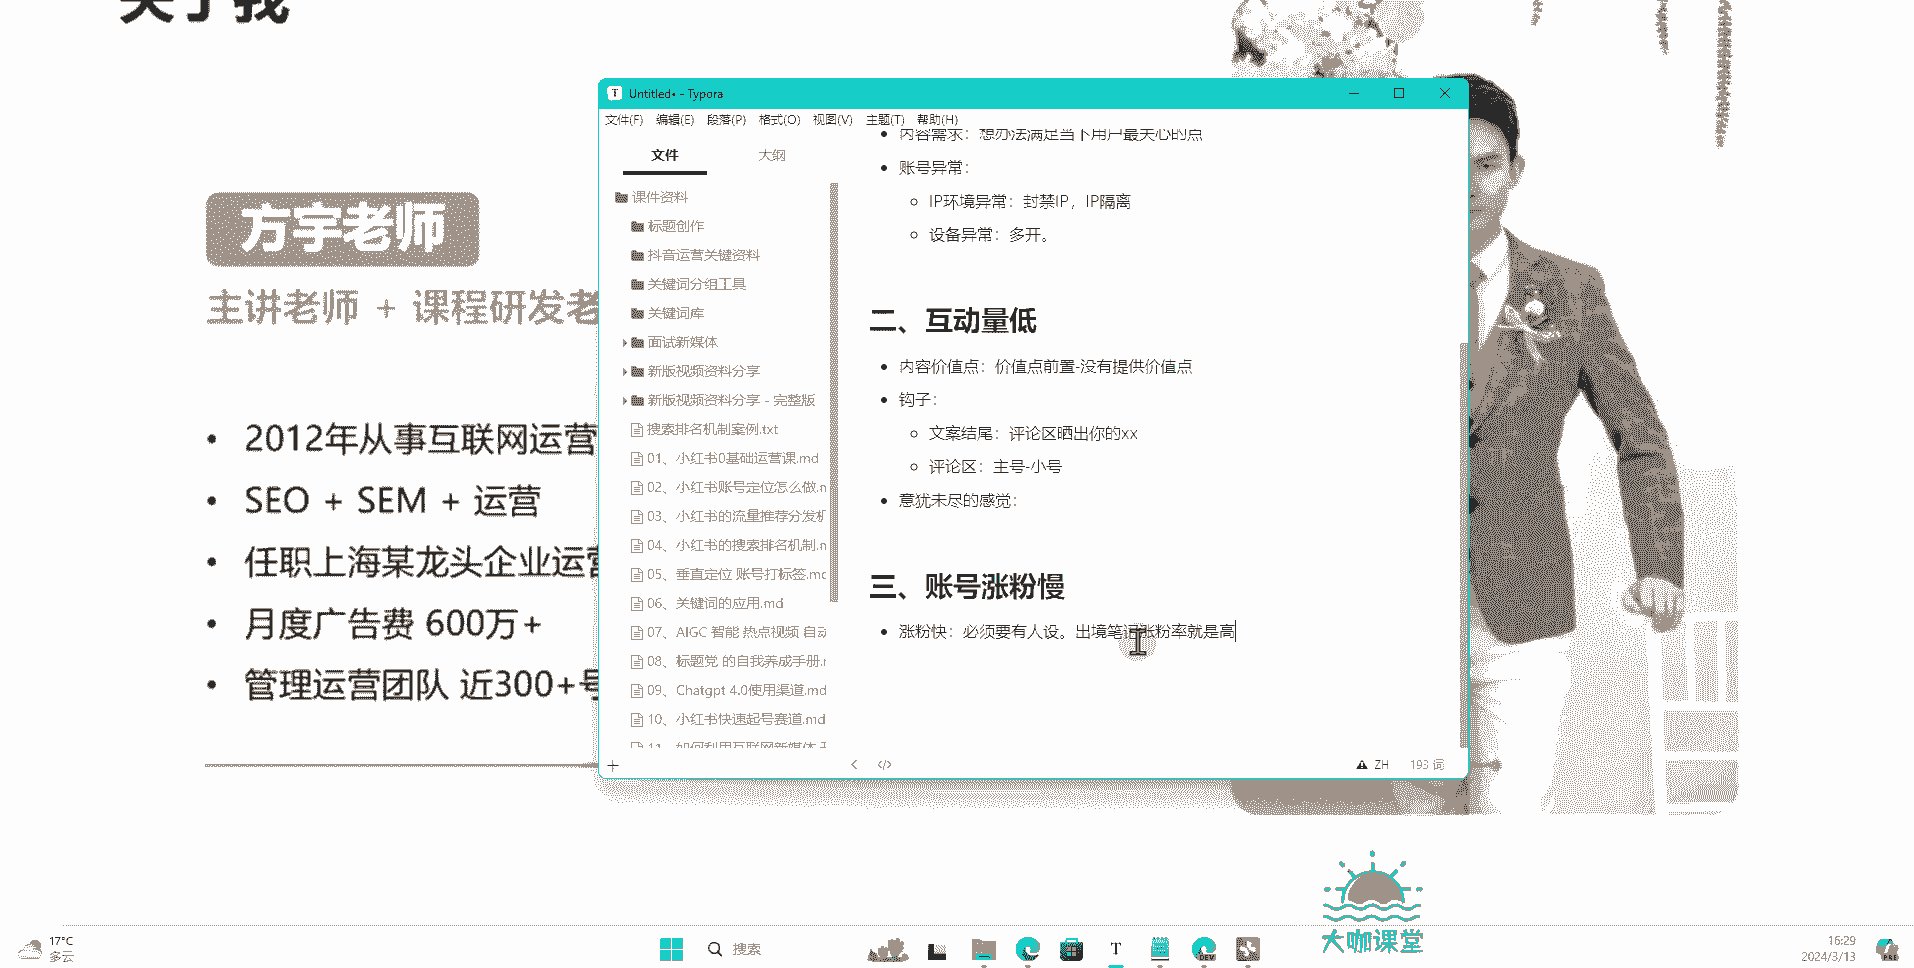 关于我
方宇老师
主讲老师 + 课程研发老
2012年从事互联网运营
SEO + SEM + 运营
任职上海某龙头企业运营
月度广告费 600万+
管理运营团队 近300+号
Untitled• - Typora
文件(F) 编辑(E) 段落(P) 格式(O) 视图(V) 主题(T) 帮助(H)
文件 大纲
课件资料
标题创作
抖音运营关键资料
关键词分组工具
关键词库
面试新媒体
新版视频资料分享
新版视频资料分享 - 完整版
搜索排名机制案例.txt
01、小红书0基础运营课.md
02、小红书账号定位怎么做.n
03、小红书的流量推荐分发机
04、小红书的搜索排名机制.n
05、垂直定位 账号打标签.mc
06、关键词的应用.md
07、AIGC 智能 热点视频 自动
08、标题党 的自我养成手册.r
09、Chatgpt 4.0使用渠道.md
10、小红书快速起号赛道.md
11、如何利用互联网新媒体
内容需求：想办法满足当下用户最关心的点
账号异常：
IP环境异常：封禁IP，IP隔离
设备异常：多开。
二、互动量低
内容价值点：价值点前置-没有提供价值点
钩子：
文案结尾：评论区晒出你的xx
评论区：主号-小号
意犹未尽的感觉：
三、账号涨粉慢
涨粉快：必须要有人设。出境笔记涨粉率就是高
ZH 193 词
大咖课堂
17°C
多云
搜索
16:29
2024/3/13